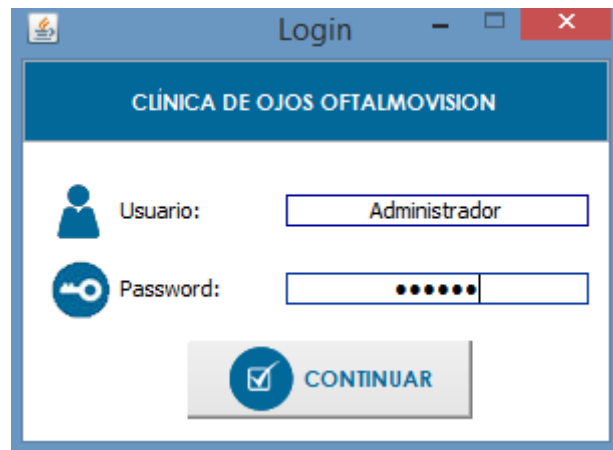 Login
CLÍNICA DE OJOS OFTALMOVISION
Usuario: Administrador
Password: ••••••
CONTINUAR